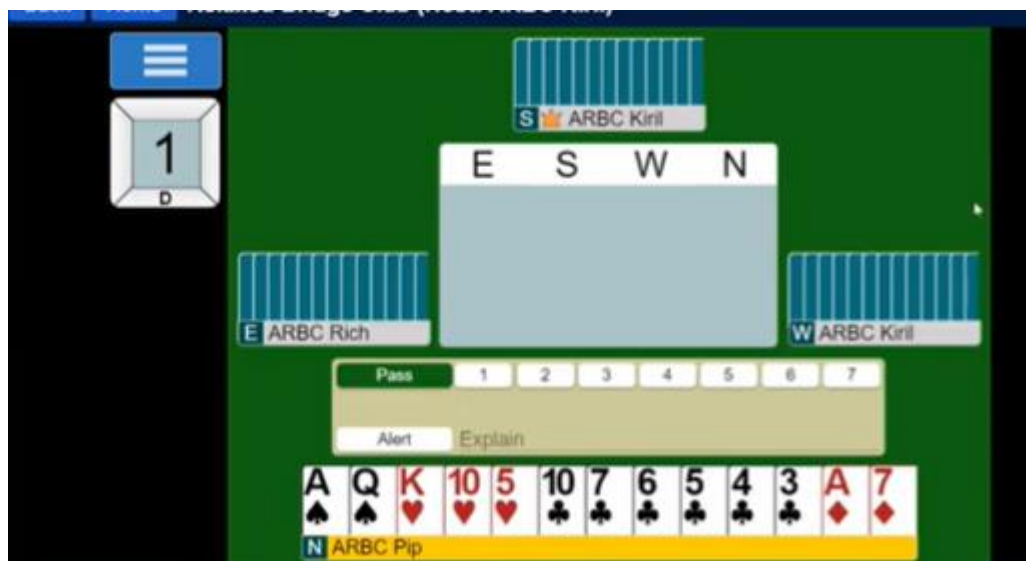 S ARBC Kiril
1
D
E S W N
E ARBC Rich
W ARBC Kiril
Pass 1 2 3 4 5 6 7
Alert Explain
A Q K 10 5 10 7 6 5 4 3 A 7
N ARBC Pip